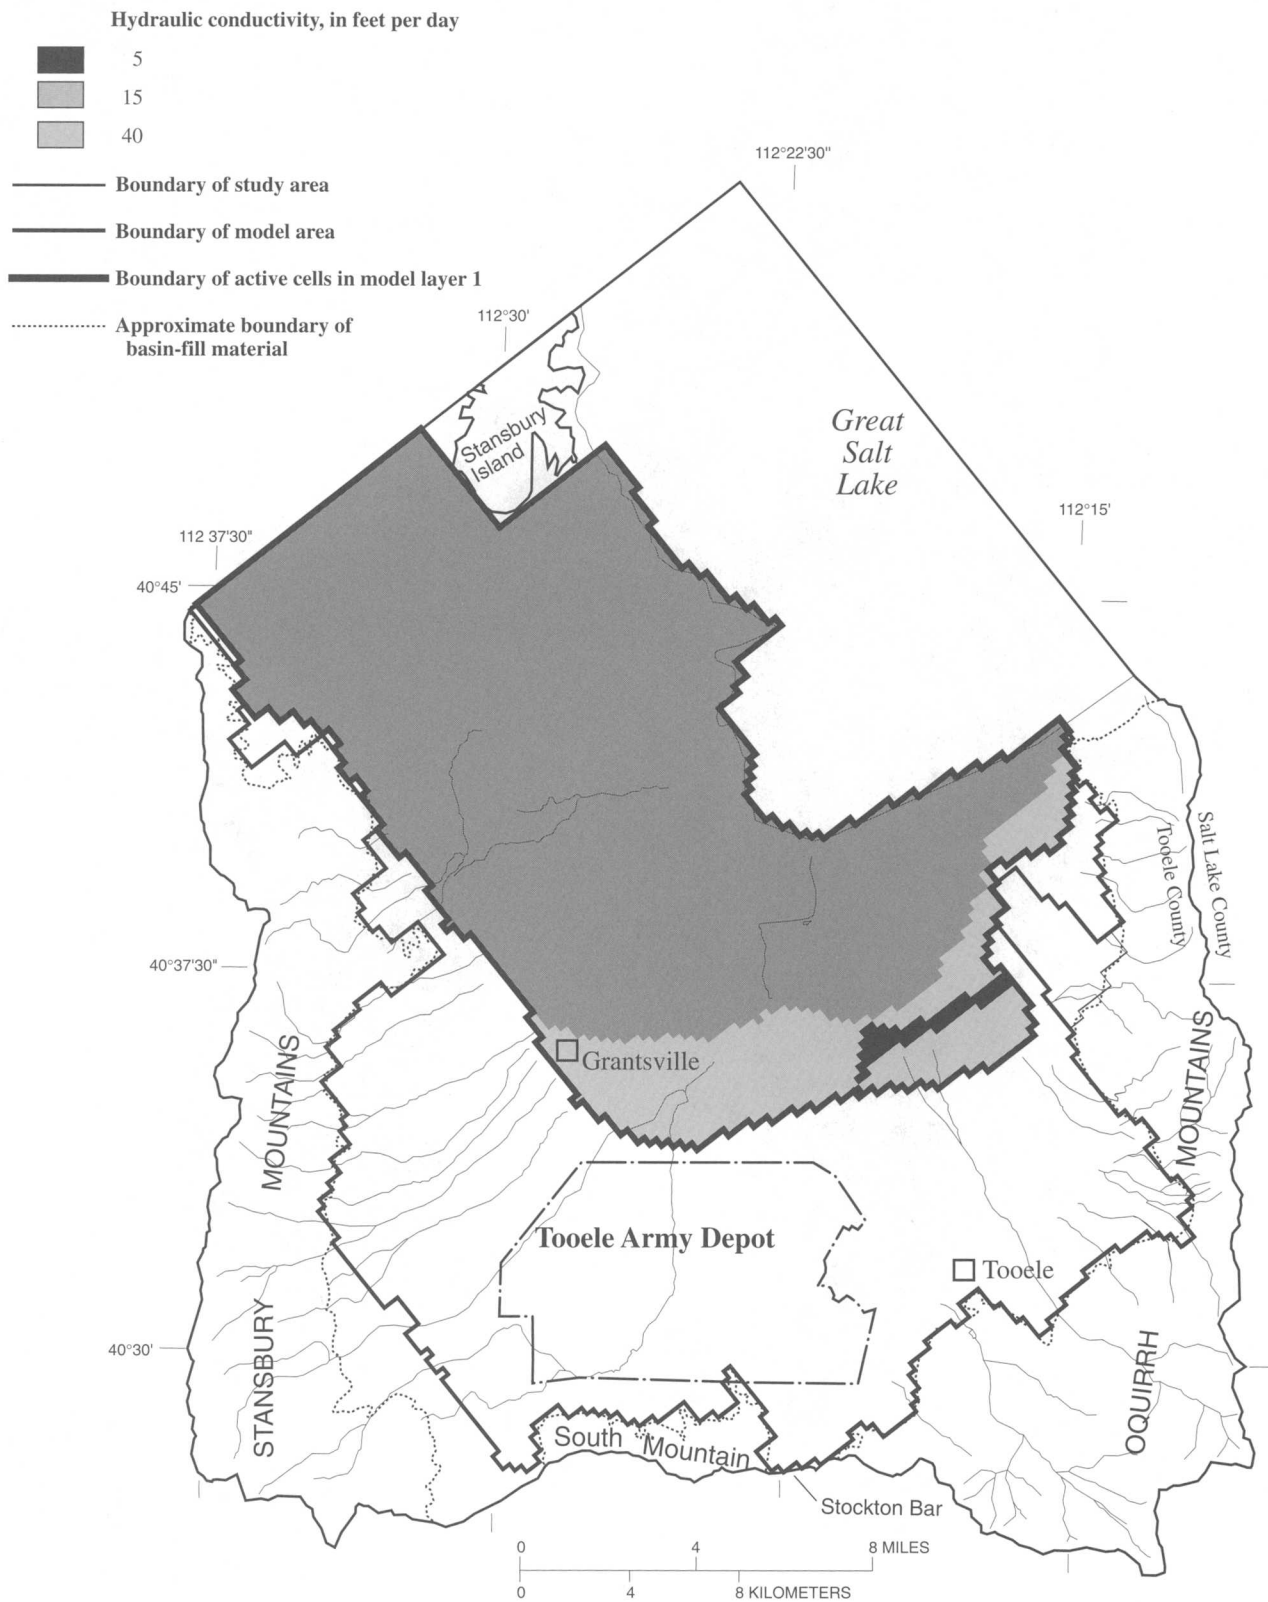 Hydraulic conductivity, in feet per day
5
15
40
Boundary of study area
Boundary of model area
Boundary of active cells in model layer 1
Approximate boundary of
basin-fill material
112°22'30"
112°30'
Stansbury
Island
Great
Salt
Lake
112°15'
112 37'30"
40°45'
Salt Lake County
Tooele County
40°37'30"
Grantsville
MOUNTAINS
MOUNTAINS
Tooele Army Depot
Tooele
40°30'
STANSBURY
OQUIRRH
South Mountain
Stockton Bar
0 4 8 MILES
0 4 8 KILOMETERS